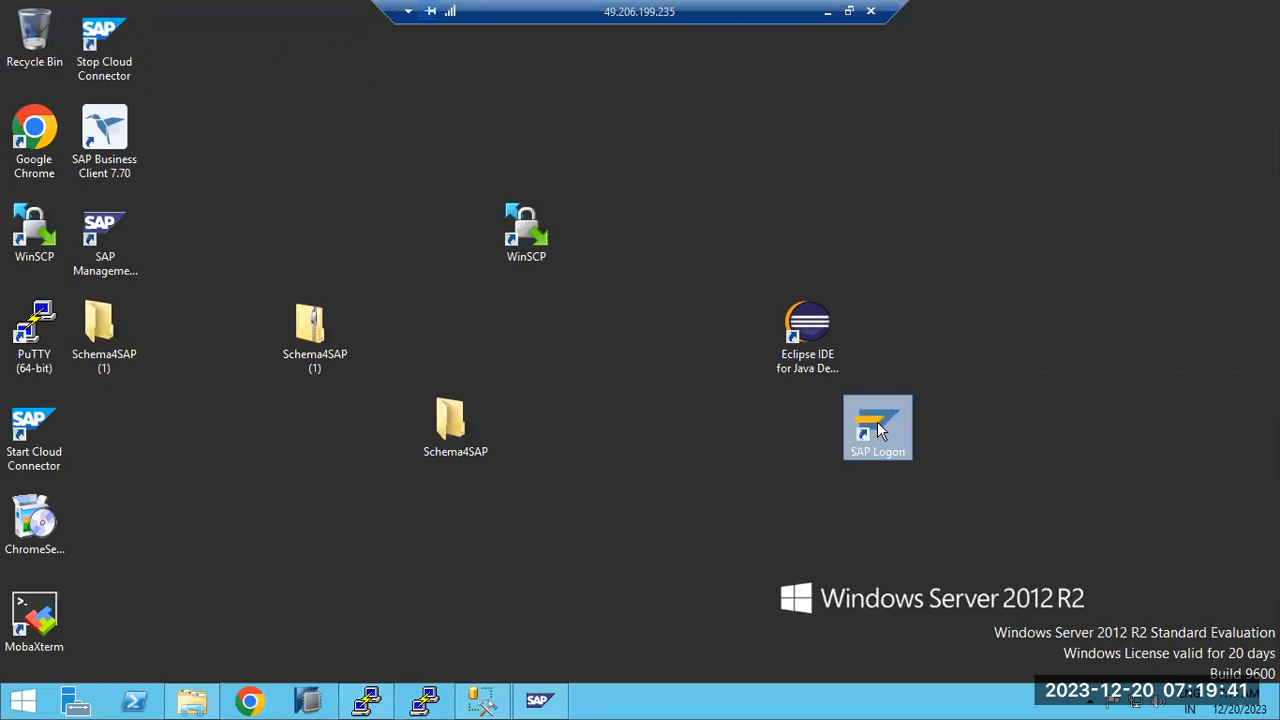 49.206.199.235
Recycle Bin
Stop Cloud
Connector
Google
Chrome
SAP Business
Client 7.70
WinSCP
SAP
Manageme...
WinSCP
PuTTY
(64-bit)
Schema4SAP
(1)
Schema4SAP
(1)
Eclipse IDE
for Java De...
Start Cloud
Connector
Schema4SAP
SAP Logon
ChromeSe...
MobaXterm
Windows Server 2012 R2
Windows Server 2012 R2 Standard Evaluation
Windows License valid for 20 days
Build 9600
2023-12-20 07:19:41
IN
12/20/2023
SAP
SAP
SAP
SAP